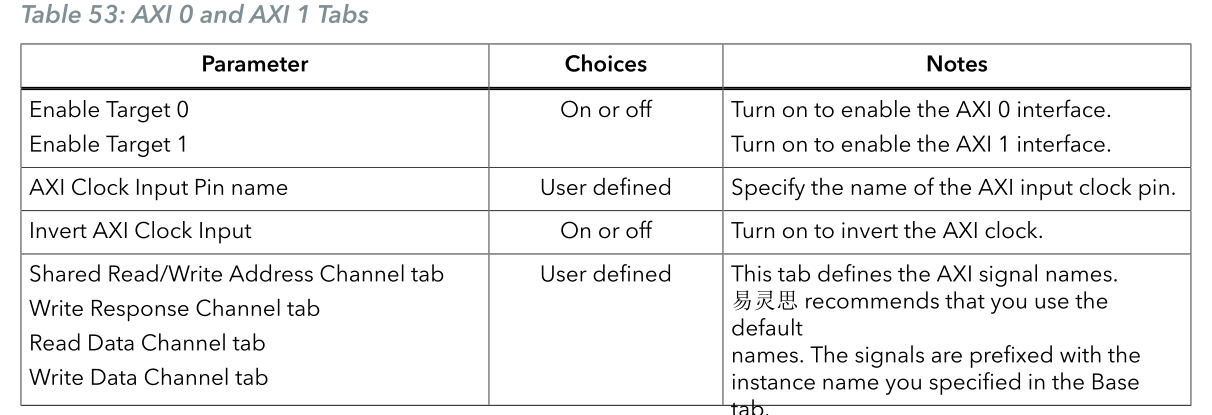 Table 53: AXI 0 and AXI 1 Tabs
Parameter Choices Notes
Enable Target 0 On or off Turn on to enable the AXI 0 interface.
Enable Target 1 Turn on to enable the AXI 1 interface.
AXI Clock Input Pin name User defined Specify the name of the AXI input clock pin.
Invert AXI Clock Input On or off Turn on to invert the AXI clock.
Shared Read/Write Address Channel tab
Write Response Channel tab
Read Data Channel tab
Write Data Channel tab
User defined
This tab defines the AXI signal names.
易灵思 recommends that you use the
default
names. The signals are prefixed with the
instance name you specified in the Base
tab.